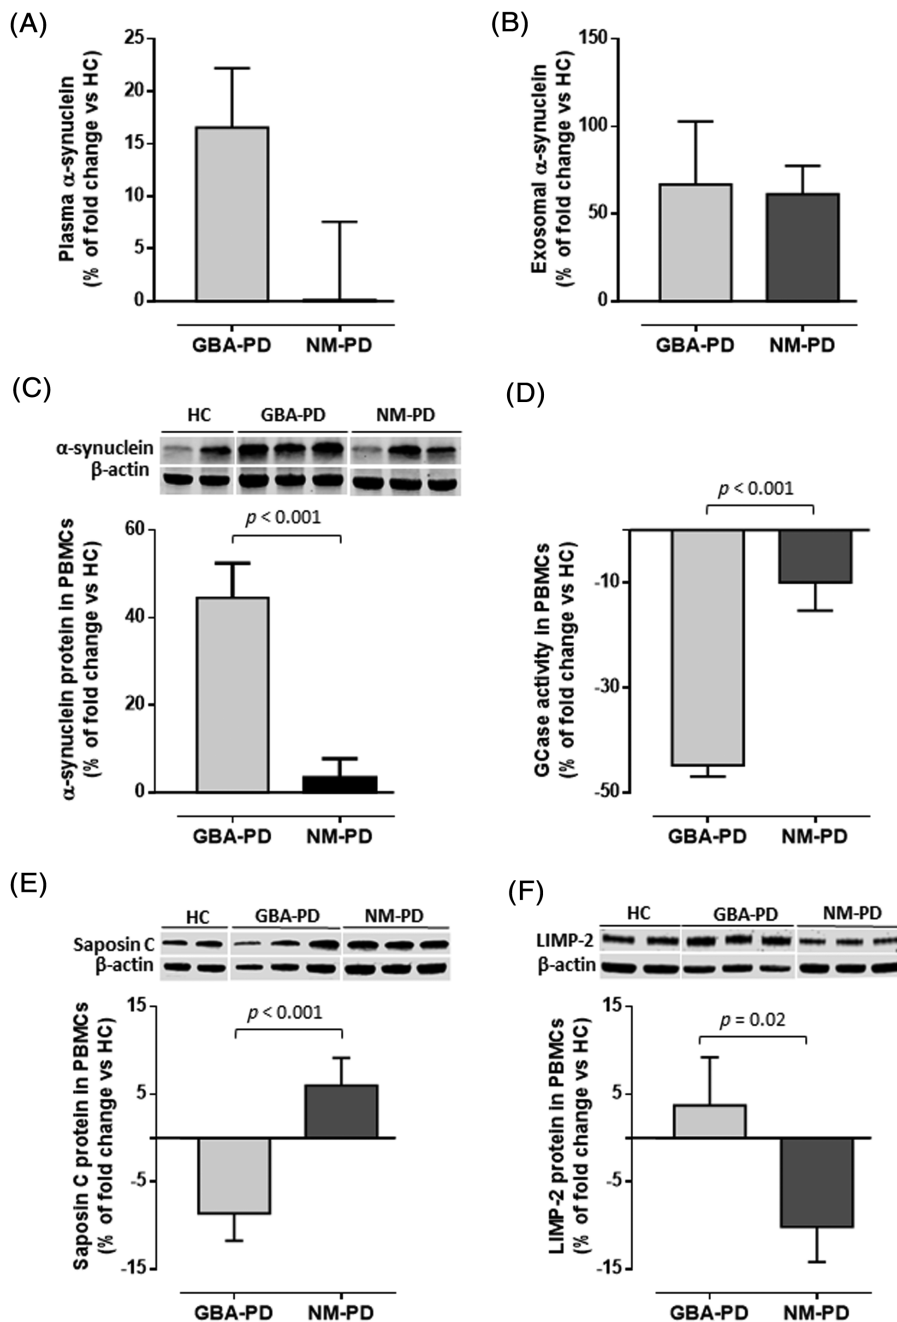 (A)
Plasma α-synuclein
(% of fold change vs HC)
25
20
15
10
5
0
GBA-PD NM-PD
(B)
Exosomal α-synuclein
(% of fold change vs HC)
150
100
50
0
GBA-PD NM-PD
(C)
HC GBA-PD NM-PD
α-synuclein
β-actin
p < 0.001
α-synuclein protein in PBMCs
(% of fold change vs HC)
60
40
20
0
GBA-PD NM-PD
(D)
p < 0.001
GCase activity in PBMCs
(% of fold change vs HC)
-10
-30
-50
GBA-PD NM-PD
(E)
HC GBA-PD NM-PD
Saposin C
β-actin
p < 0.001
Saposin C protein in PBMCs
(% of fold change vs HC)
15
5
-5
-15
GBA-PD NM-PD
(F)
HC GBA-PD NM-PD
LIMP-2
β-actin
p = 0.02
LIMP-2 protein in PBMCs
(% of fold change vs HC)
15
5
-5
-15
GBA-PD NM-PD